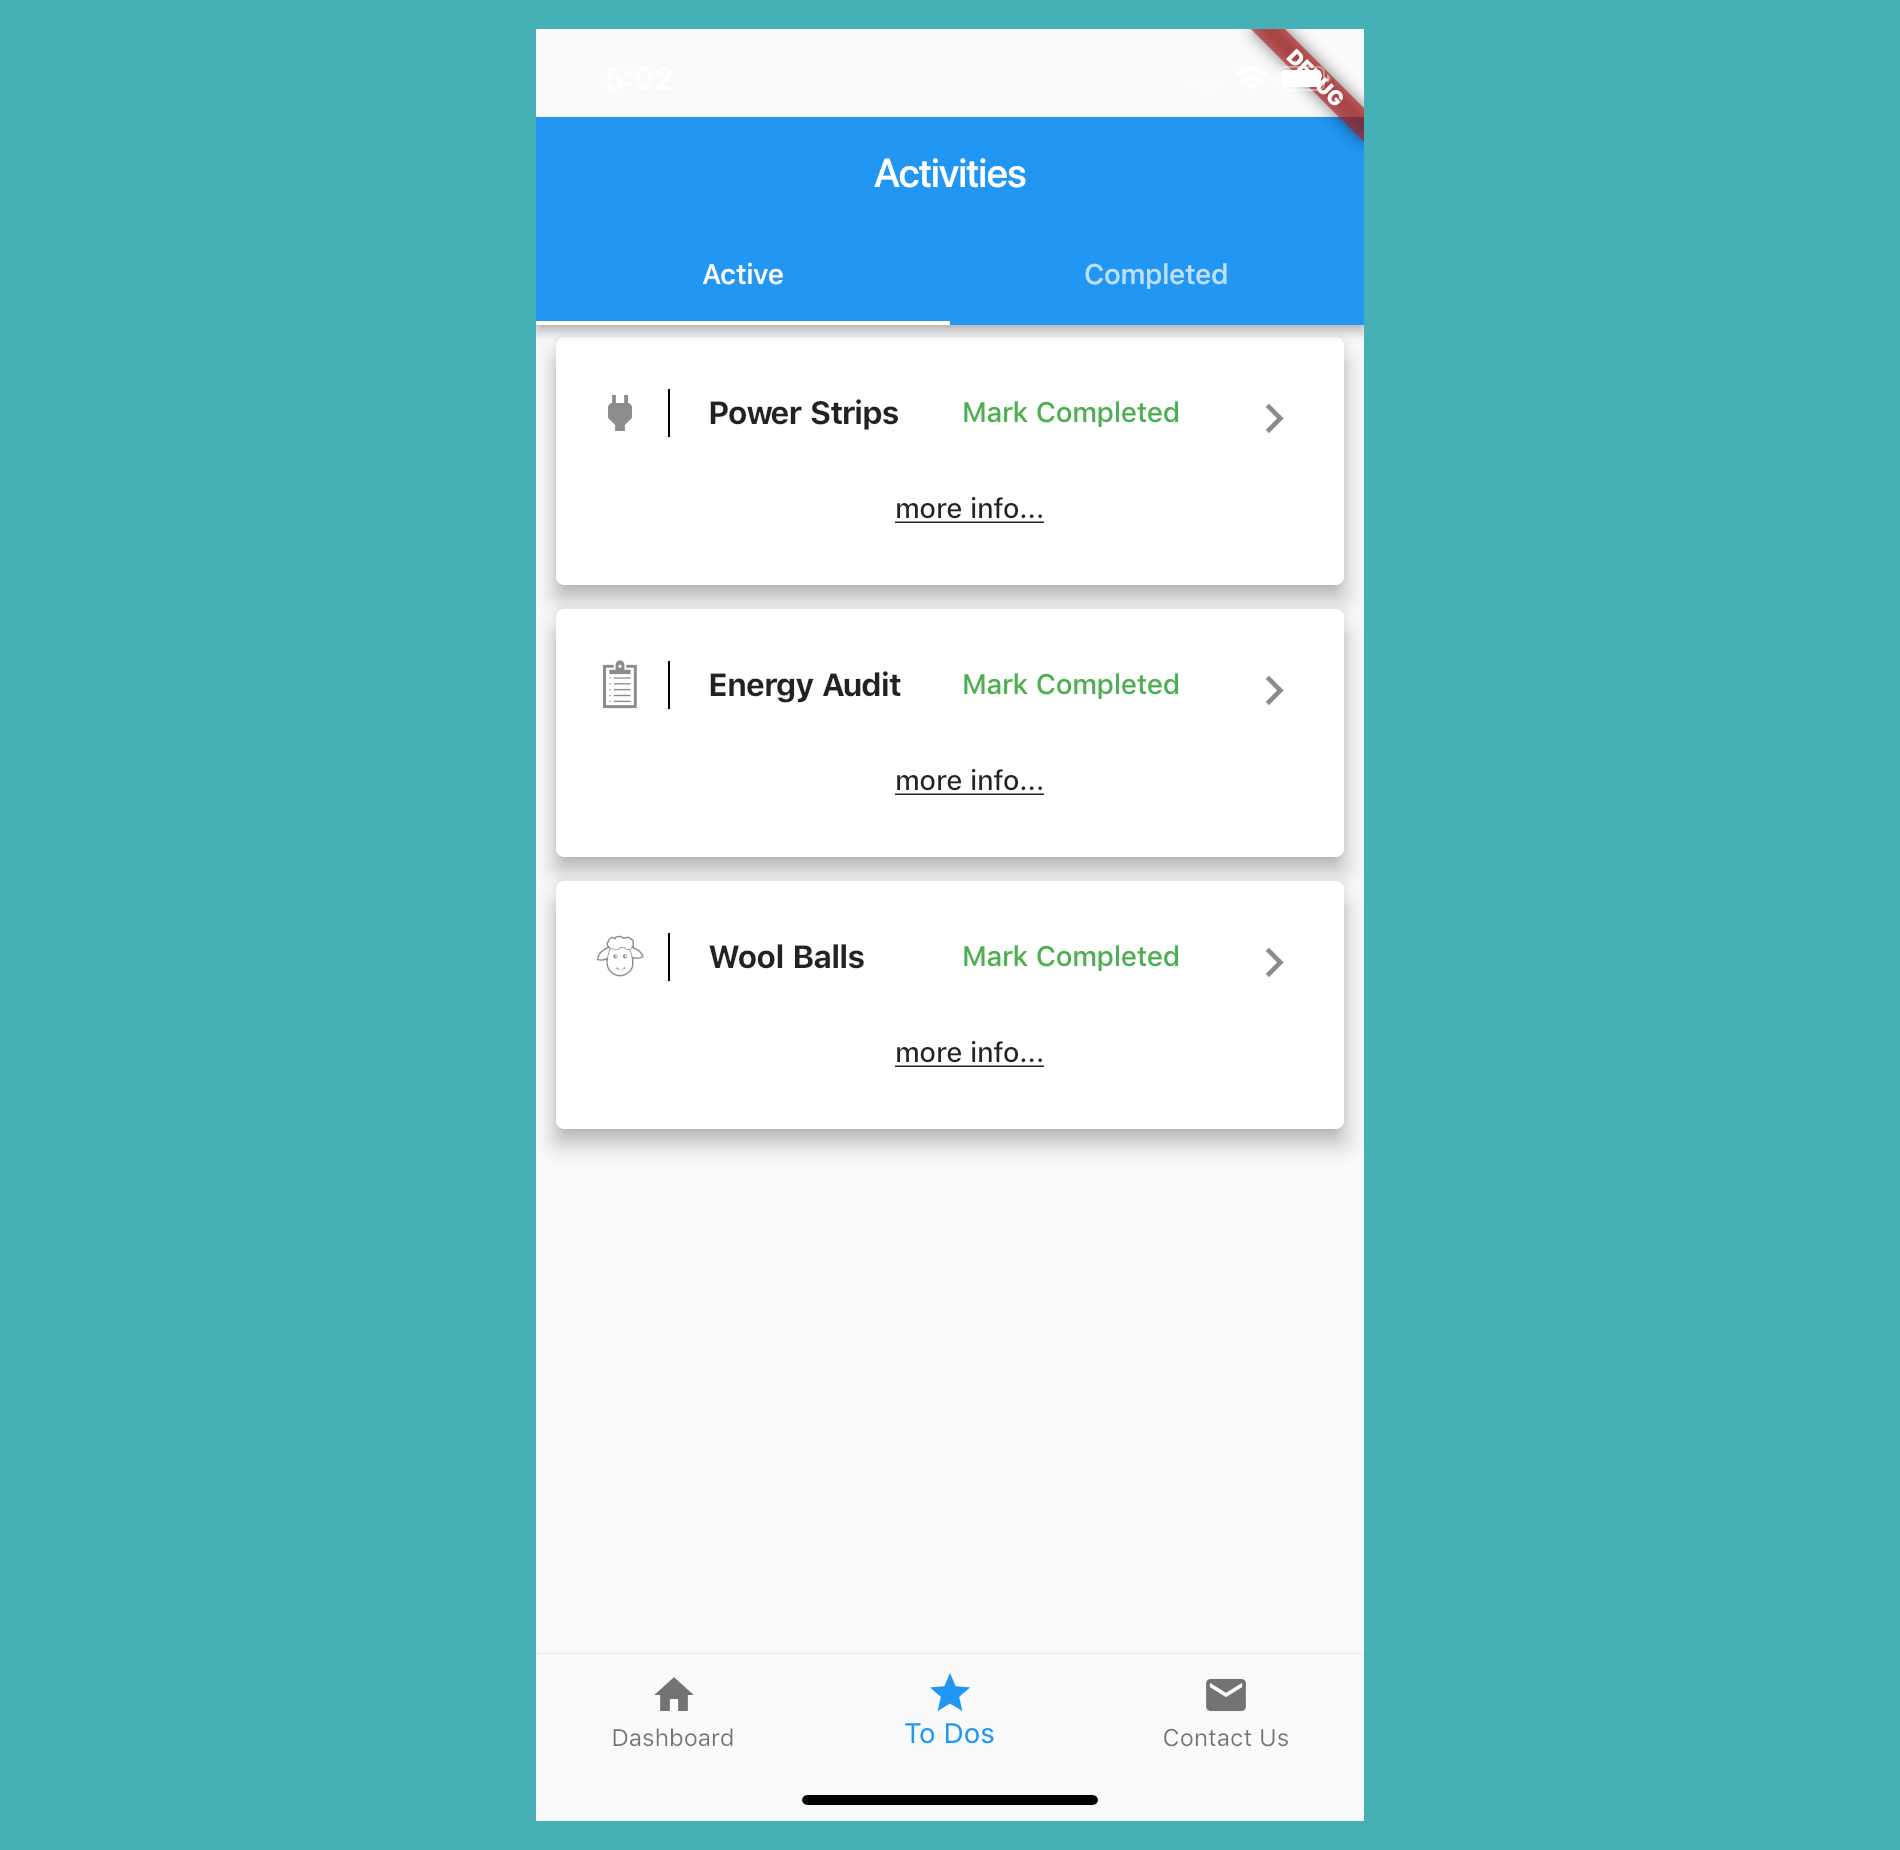 5:02
DEBUG
Activities
Active Completed
Power Strips Mark Completed
more info...
Energy Audit Mark Completed
more info...
Wool Balls Mark Completed
more info...
Dashboard To Dos Contact Us